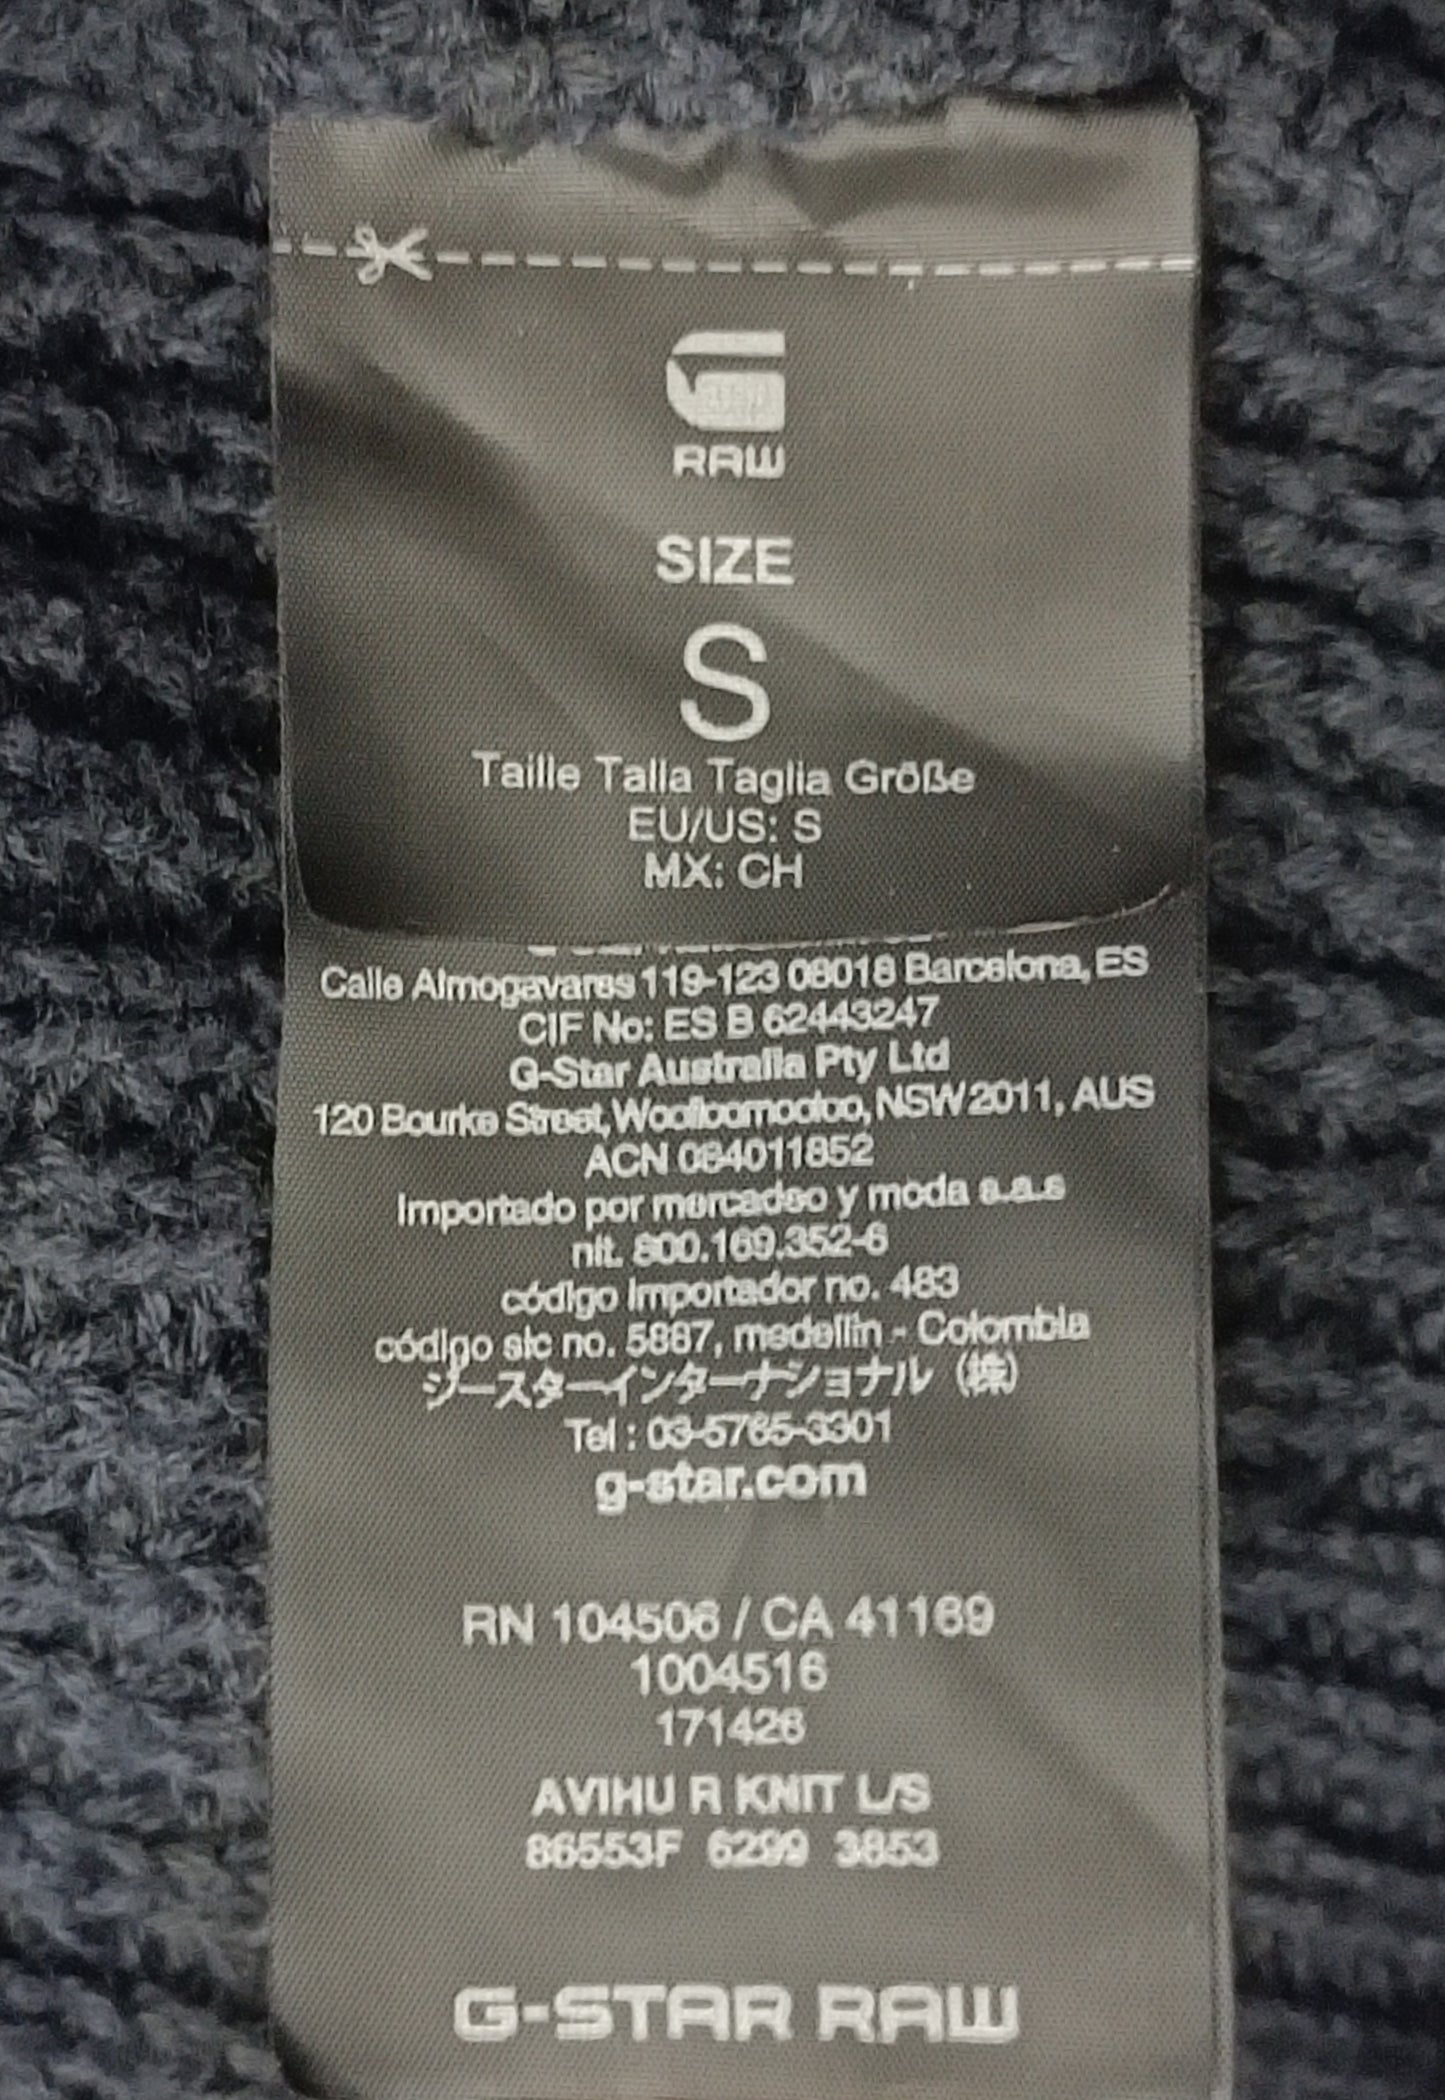 RAW
SIZE
S
Taille Talla Taglia Größe
EU/US: S
MX: CH
Calle Almogavares 119-123 08018 Barcelona, ES
CIF No: ES B 62443247
G-Star Australia Pty Ltd
120 Bourke Street, Woolloomooloo, NSW 2011, AUS
ACN 084011852
Importado por mercadeo y moda s.a.s
nit. 800.169.352-6
código importador no. 483
código sic no. 5887, medellin - Colombia
ジースターインターナショナル (株)
Tel : 03-5765-3301
g-star.com
RN 104506 / CA 41169
1004516
171426
AVIHU R KNIT L/S
86553F 6299 3853
G-STAR RAW